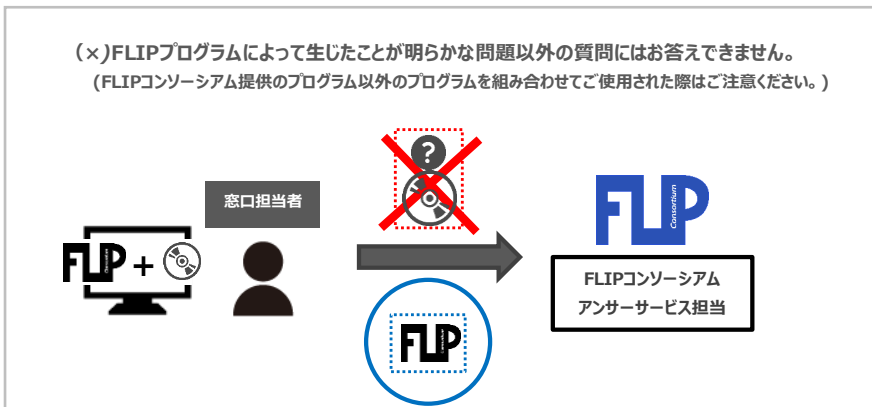 （×）FLIPプログラムによって生じたことが明らかな問題以外の質問にはお答えできません。
（FLIPコンソーシアム提供のプログラム以外のプログラムを組み合わせてご使用された際はご注意ください。）
?
窓口担当者
FLIP
Consortium
FLIP
Consortium
+
FLIPコンソーシアム
アンサーサービス担当
FLIP
Consortium